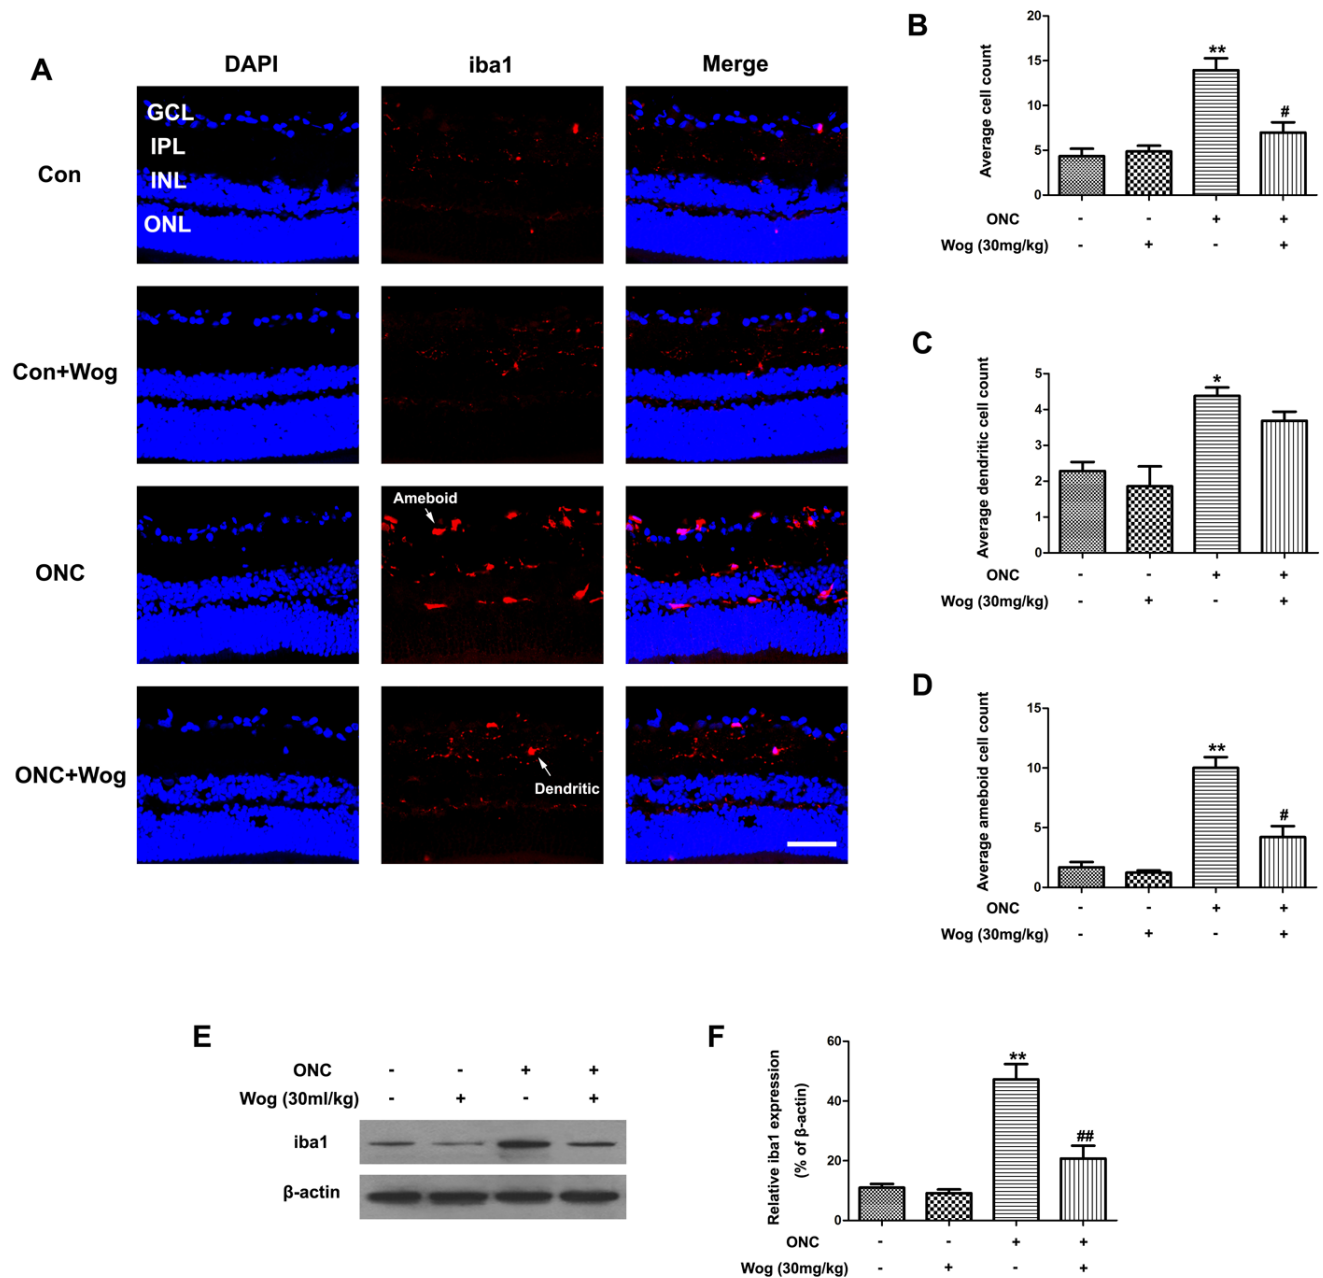 A
DAPI
iba1
Merge
Con
GCL
IPL
INL
ONL
Con+Wog
ONC
Ameboid
ONC+Wog
Dendritic
B
Average cell count
20
15
10
5
0
**
#
ONC
- - + +
Wog (30mg/kg)
- + - +
C
Average dendritic cell count
5
4
3
2
1
0
*
ONC
- - + +
Wog (30mg/kg)
- + - +
D
Average ameboid cell count
15
10
5
0
**
#
ONC
- - + +
Wog (30mg/kg)
- + - +
E
ONC - - + +
Wog (30ml/kg) - + - +
iba1
β-actin
F
Relative iba1 expression
(% of β-actin)
60
40
20
0
**
##
ONC - - + +
Wog (30mg/kg) - + - +